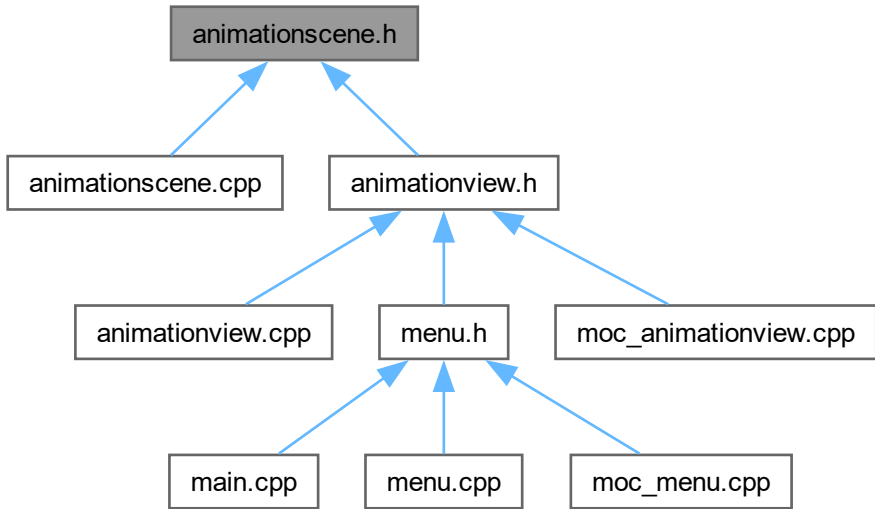 animationscene.h
animationscene.cpp
animationview.h
animationview.cpp
menu.h
moc_animationview.cpp
main.cpp
menu.cpp
moc_menu.cpp